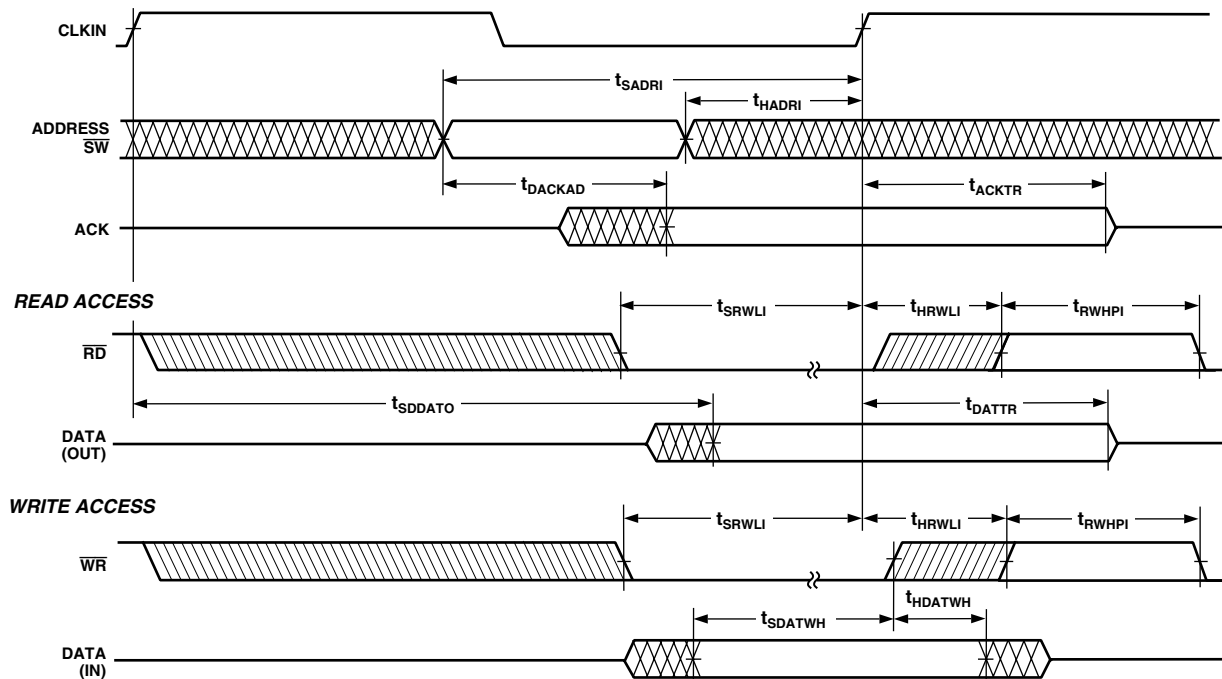 CLKIN
tSADRI
tHADRI
ADDRESS
SW
tDACKAD
tACKTR
ACK
READ ACCESS
tSRWLI
tHRWLI
tRWHPI
RD
tSDDATO
tDATTR
DATA
(OUT)
WRITE ACCESS
tSRWLI
tHRWLI
tRWHPI
WR
tHDATWH
tSDATWH
DATA
(IN)